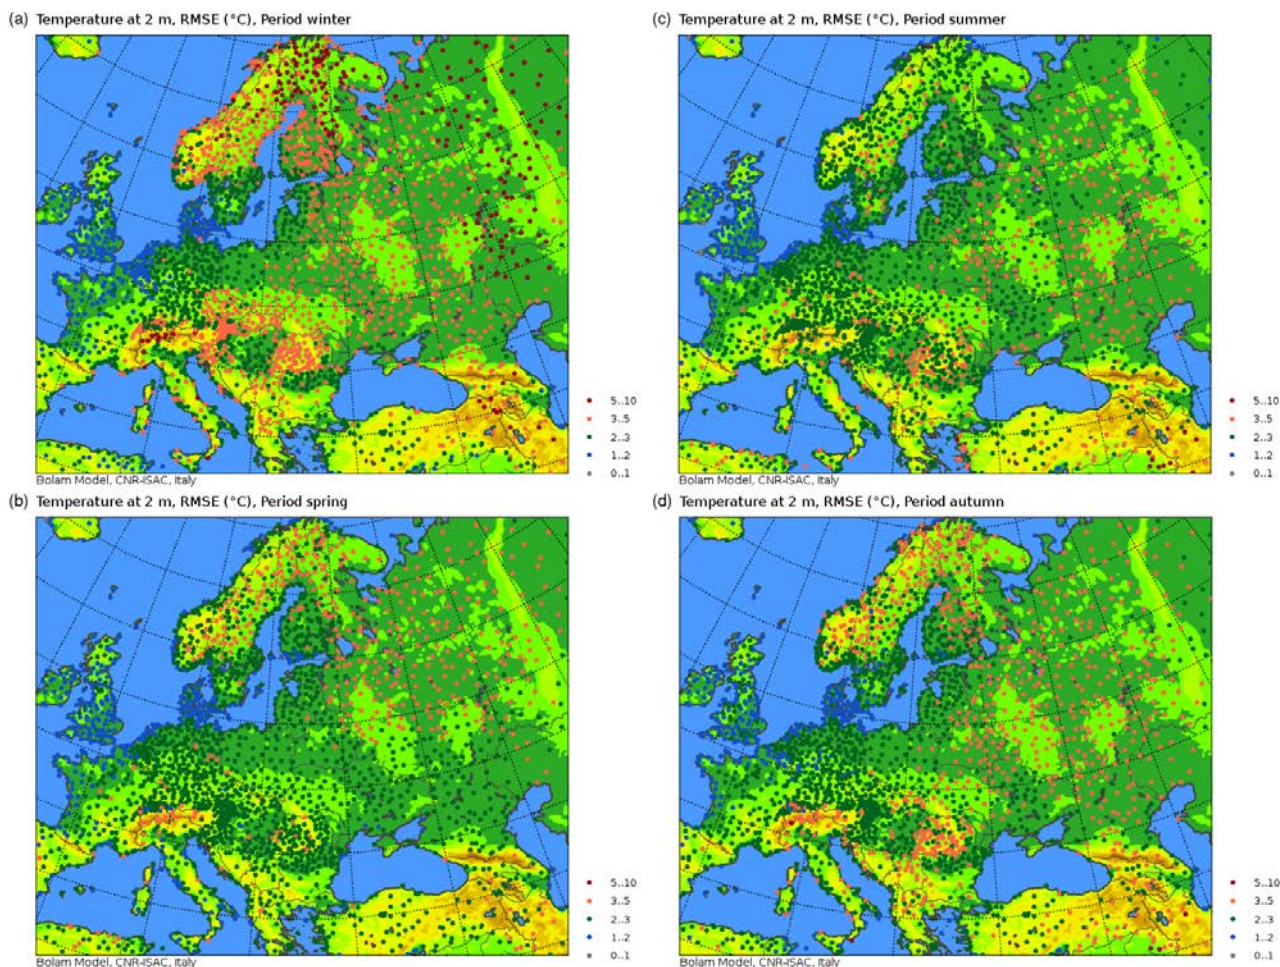 (a) Temperature at 2 m, RMSE (°C), Period winter
5..10
3..5
2..3
1..2
0..1
Bolam Model, CNR-ISAC, Italy
(b) Temperature at 2 m, RMSE (°C), Period spring
5..10
3..5
2..3
1..2
0..1
Bolam Model, CNR-ISAC, Italy
(c) Temperature at 2 m, RMSE (°C), Period summer
5..10
3..5
2..3
1..2
0..1
Bolam Model, CNR-ISAC, Italy
(d) Temperature at 2 m, RMSE (°C), Period autumn
5..10
3..5
2..3
1..2
0..1
Bolam Model, CNR-ISAC, Italy